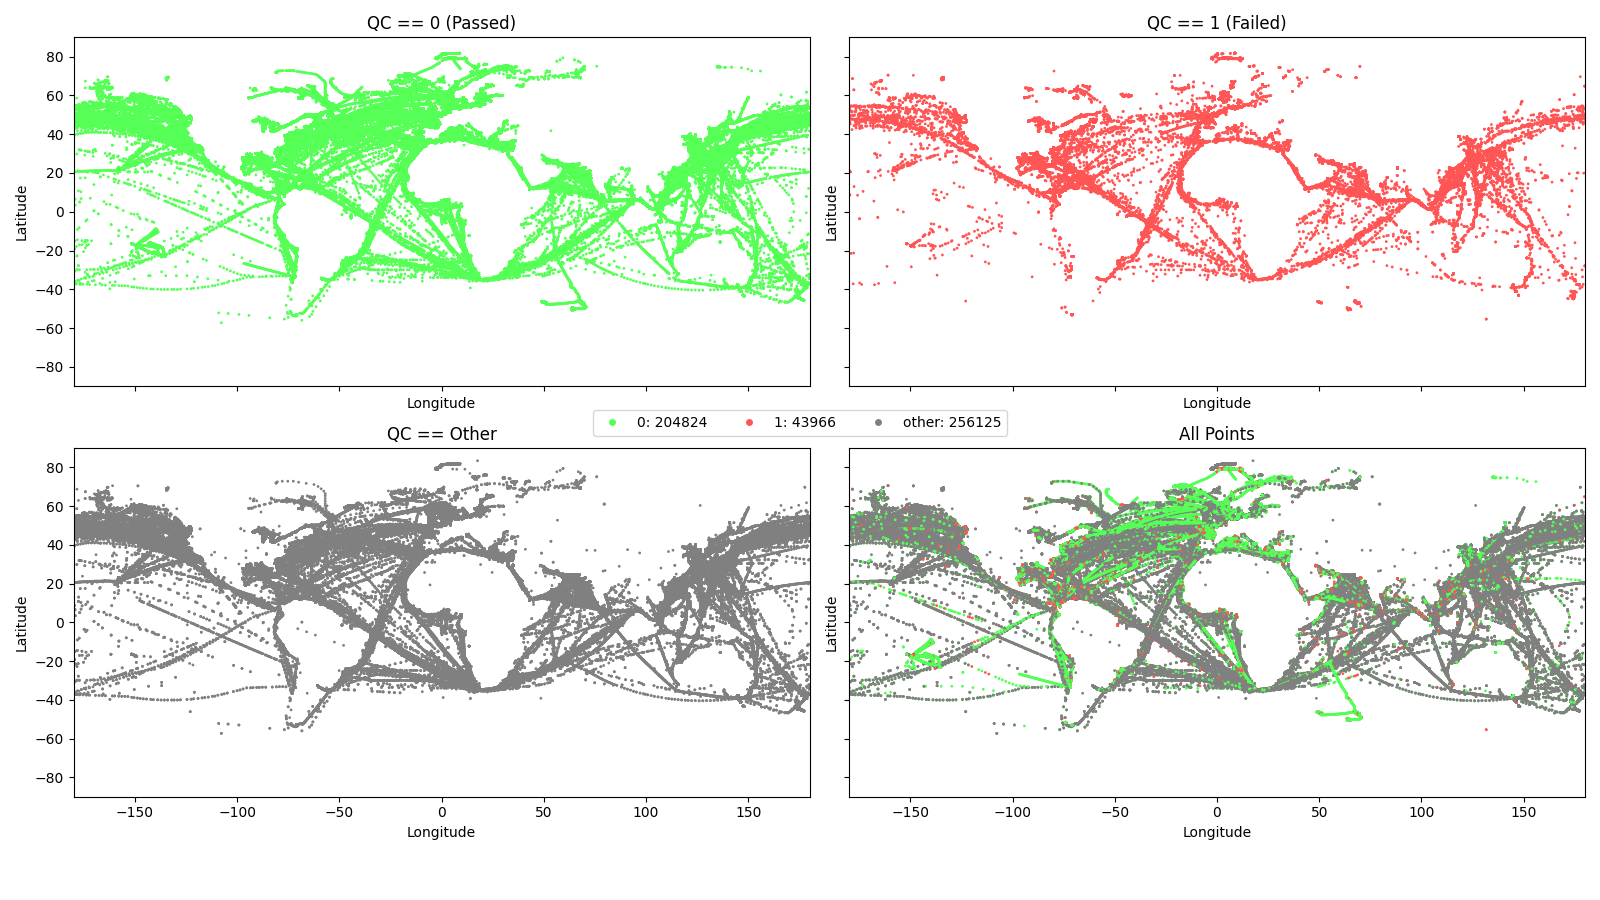 QC == 0 (Passed)
QC == 1 (Failed)
80
60
40
20
0
−20
−40
−60
−80
Latitude
Latitude
Longitude
Longitude
0: 204824
1: 43966
other: 256125
QC == Other
All Points
80
60
40
20
0
−20
−40
−60
−80
Latitude
Latitude
−150
−100
−50
0
50
100
150
−150
−100
−50
0
50
100
150
Longitude
Longitude